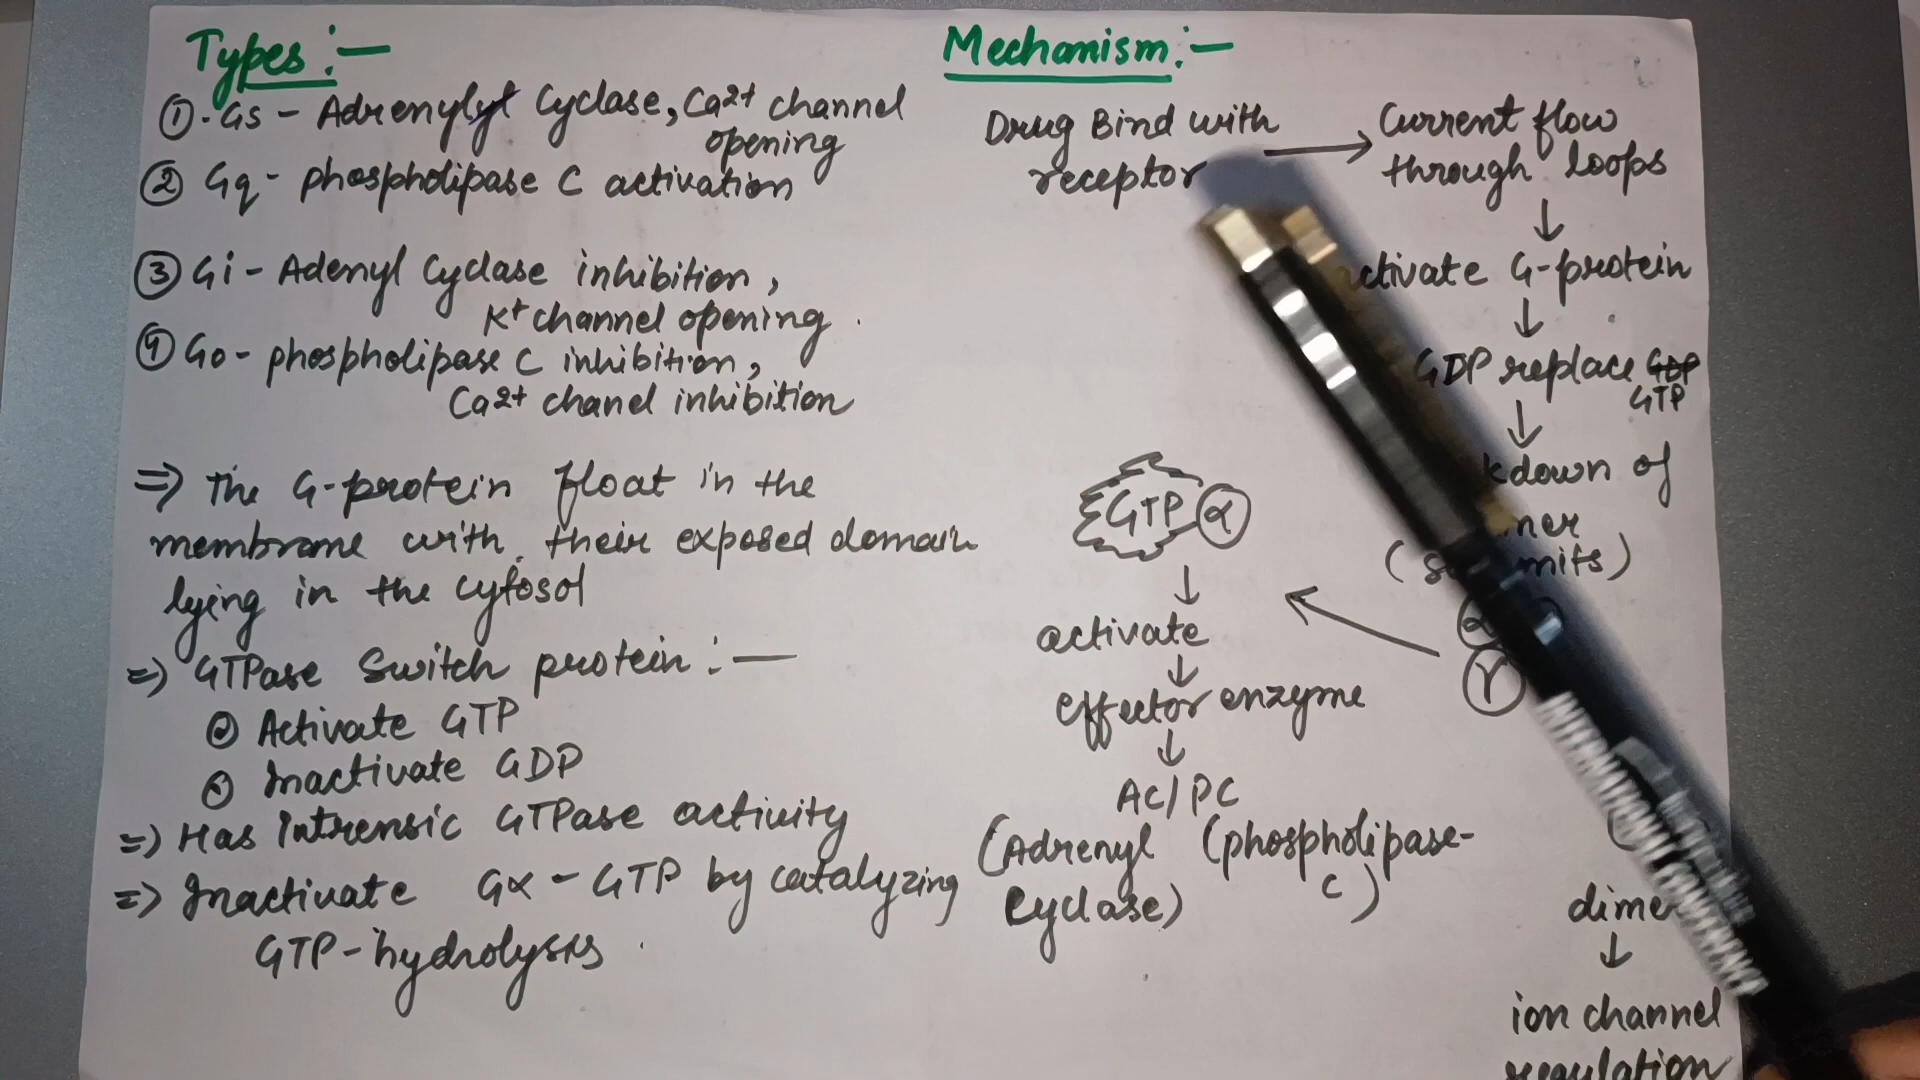 Types:-
①. Gs - Adrenylyl Cyclase, Ca2+ channel
opening
② Gq - phospholipase C activation
③ Gi - Adenyl Cyclase inhibition,
K+ channel opening.
④ Go - phospholipase C inhibition,
Ca2+ chanel inhibition
=> The G-protein float in the
membrane with their exposed domain
lying in the cytosol
=> GTPase Switch protein :—
Activate GTP
Inactivate GDP
=> Has Intrensic GTPase activity
=> Inactivate Gα - GTP by catalyzing
GTP-hydrolysis.
Mechanism:-
Drug Bind with
receptor
→ Current flow
through loops
↓
ctivate G-protein
↓
GDP replace GDP
GTP
↓
kdown of
mer
mits)
α
γ
GTP α
↓
activate
↓
effector enzyme
↓
AC/PC
(Adrenyl
Cyclase)
(phospholipase-
C)
dime
↓
ion channel
regulation